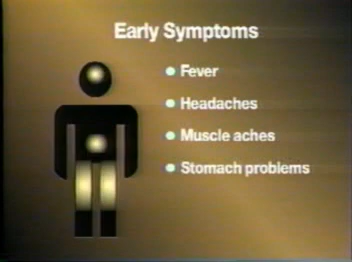 Early Symptoms
Fever
Headaches
Muscle aches
Stomach problems